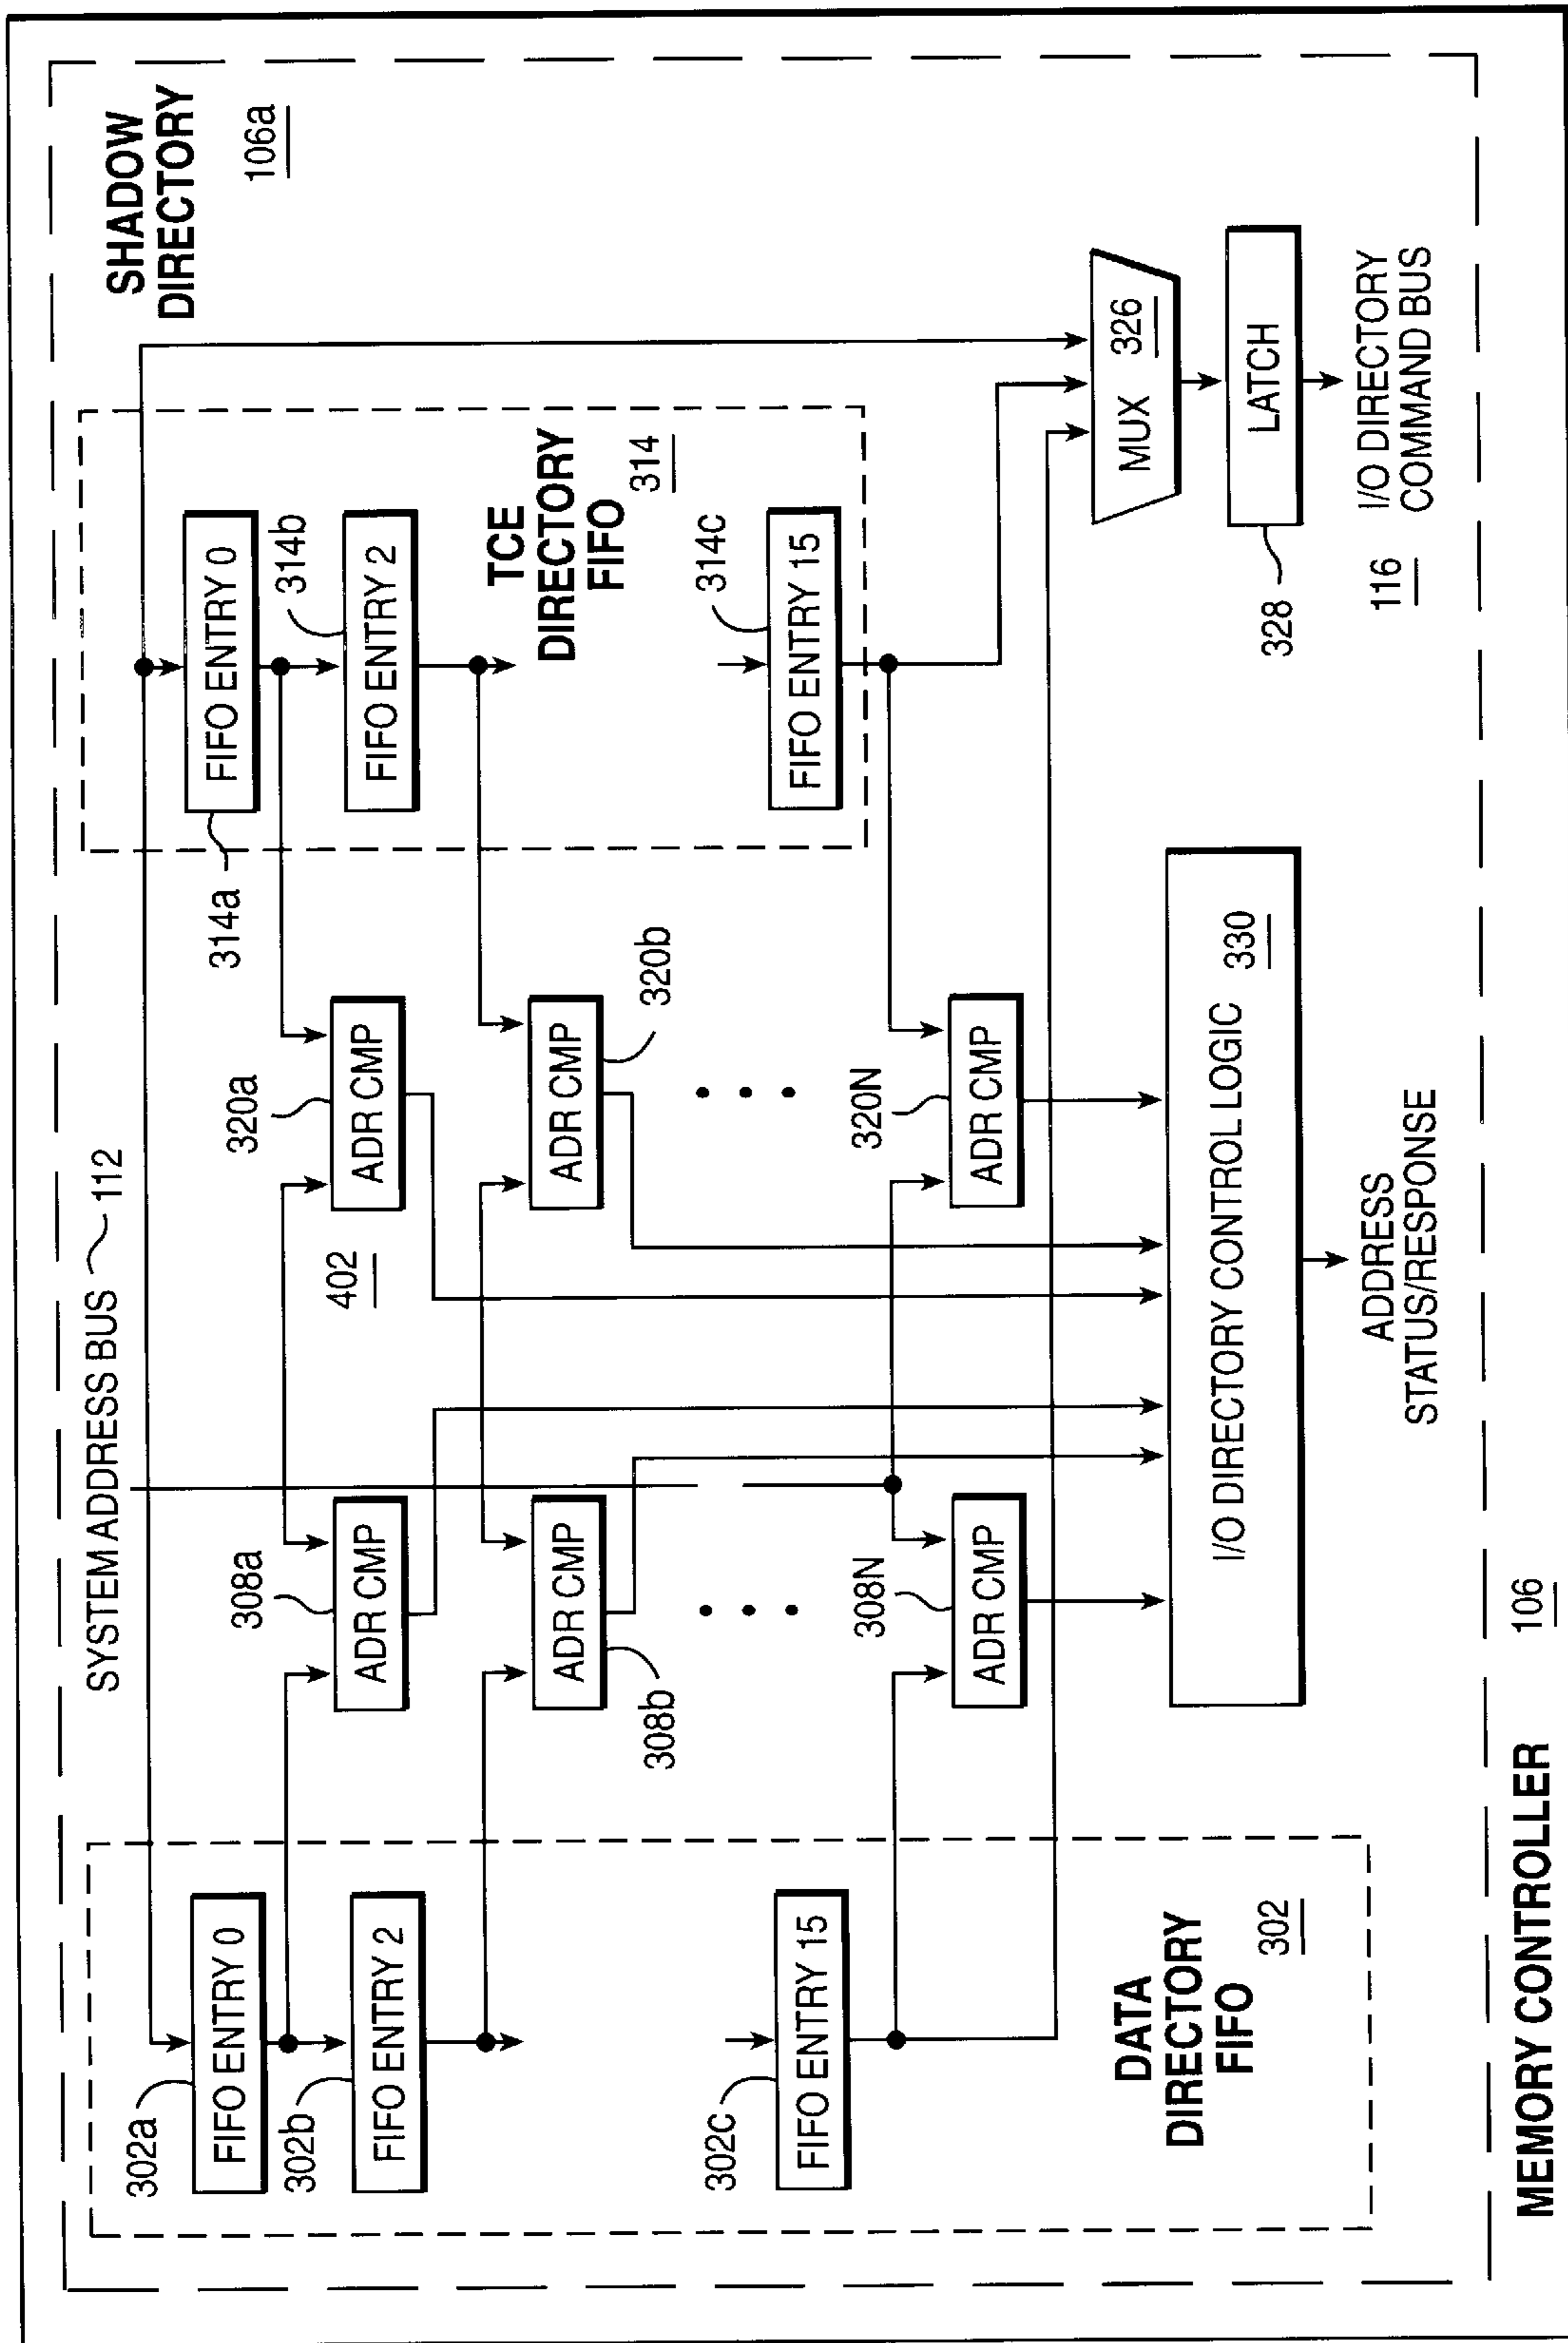 SYSTEM ADDRESS BUS 112
SHADOW
DIRECTORY
106a
302a
FIFO ENTRY 0
302b
FIFO ENTRY 2
302c
FIFO ENTRY 15
DATA
DIRECTORY
FIFO
302
308a
ADR CMP
308b
ADR CMP
308N
ADR CMP
402
320a
ADR CMP
320b
ADR CMP
320N
ADR CMP
314a
FIFO ENTRY 0
314b
FIFO ENTRY 2
TCE
DIRECTORY
FIFO
314
314c
FIFO ENTRY 15
I/O DIRECTORY CONTROL LOGIC 330
ADDRESS
STATUS/RESPONSE
MUX 326
LATCH
328
116
I/O DIRECTORY
COMMAND BUS
MEMORY CONTROLLER 106